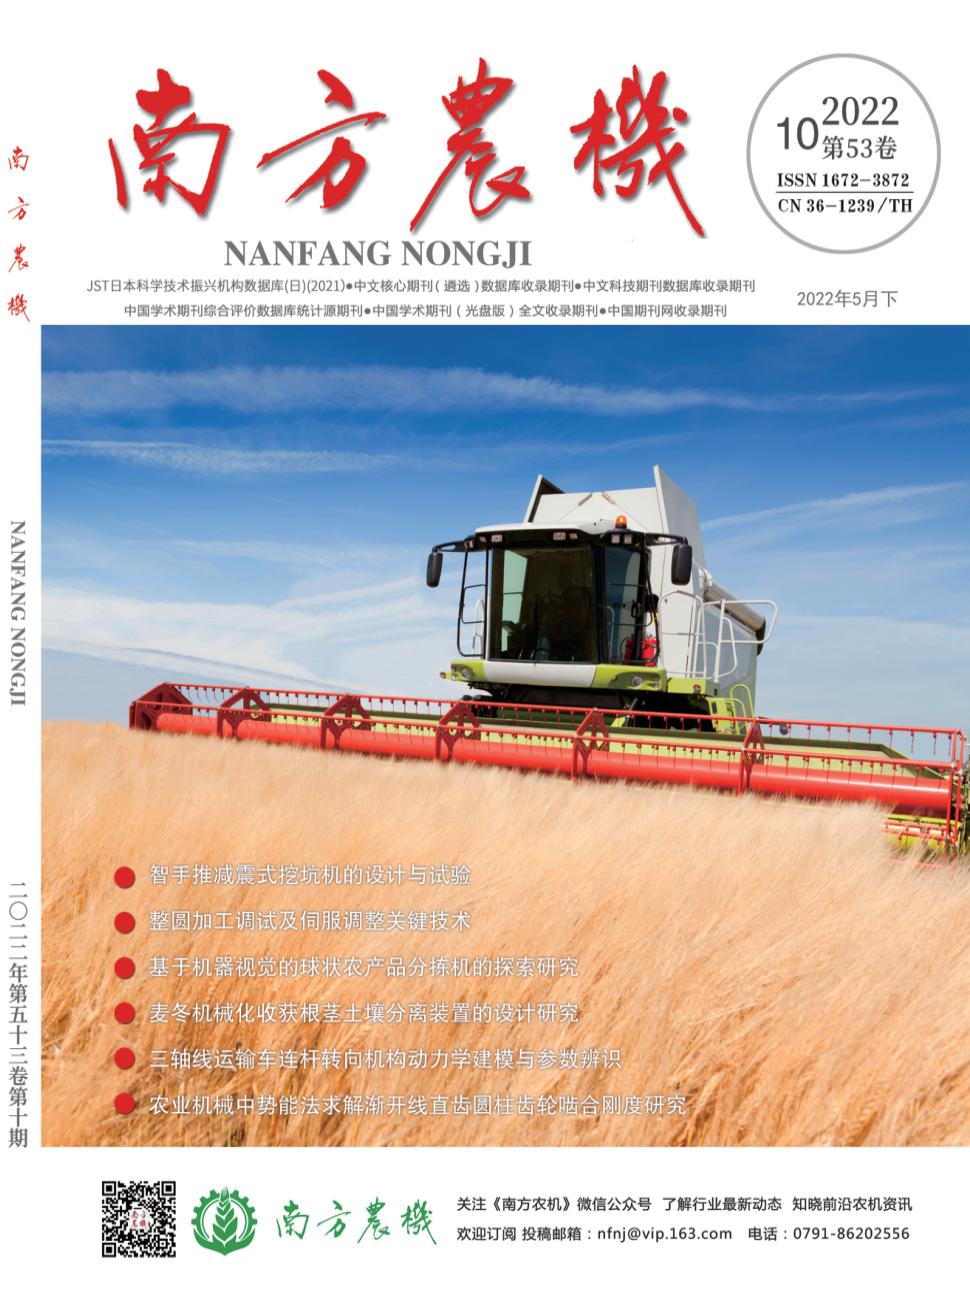 南方農機
NANFANG NONGJI
10
2022
第53卷
ISSN 1672-3872
CN 36-1239/TH
JST日本科学技术振兴机构数据库(日)(2021)●中文核心期刊(遴选)数据库收录期刊●中文科技期刊数据库收录期刊
中国学术期刊综合评价数据库统计源期刊●中国学术期刊(光盘版)全文收录期刊●中国期刊网收录期刊
2022年5月下
南方農機
NANFANG NONGJI
二〇二二年第五十三卷第十期
● 智手推减震式挖坑机的设计与试验
● 整圆加工调试及伺服调整关键技术
● 基于机器视觉的球状农产品分拣机的探索研究
● 麦冬机械化收获根茎土壤分离装置的设计研究
● 三轴线运输车连杆转向机构动力学建模与参数辨识
● 农业机械中势能法求解渐开线直齿圆柱齿轮啮合刚度研究
南方農機
关注《南方农机》微信公众号 了解行业最新动态 知晓前沿农机资讯
欢迎订阅 投稿邮箱：nfnj@vip.163.com 电话：0791-86202556